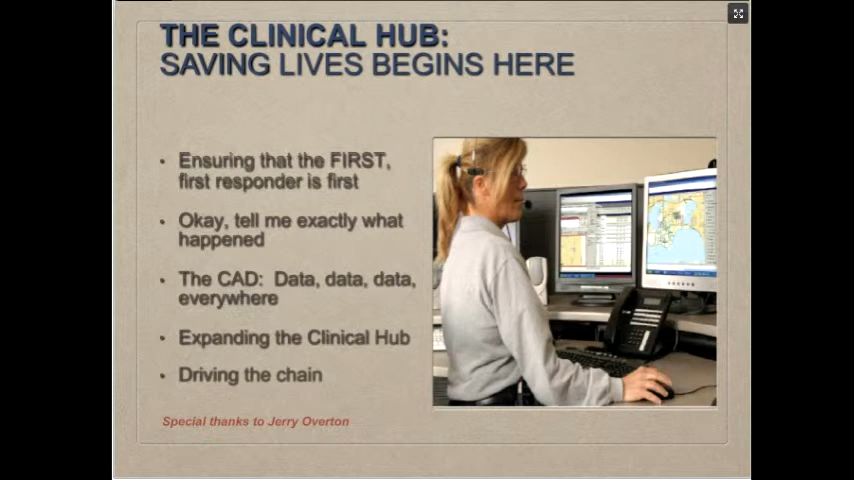 THE CLINICAL HUB:
SAVING LIVES BEGINS HERE
• Ensuring that the FIRST,
first responder is first
• Okay, tell me exactly what
happened
• The CAD: Data, data, data,
everywhere
• Expanding the Clinical Hub
• Driving the chain
Special thanks to Jerry Overton